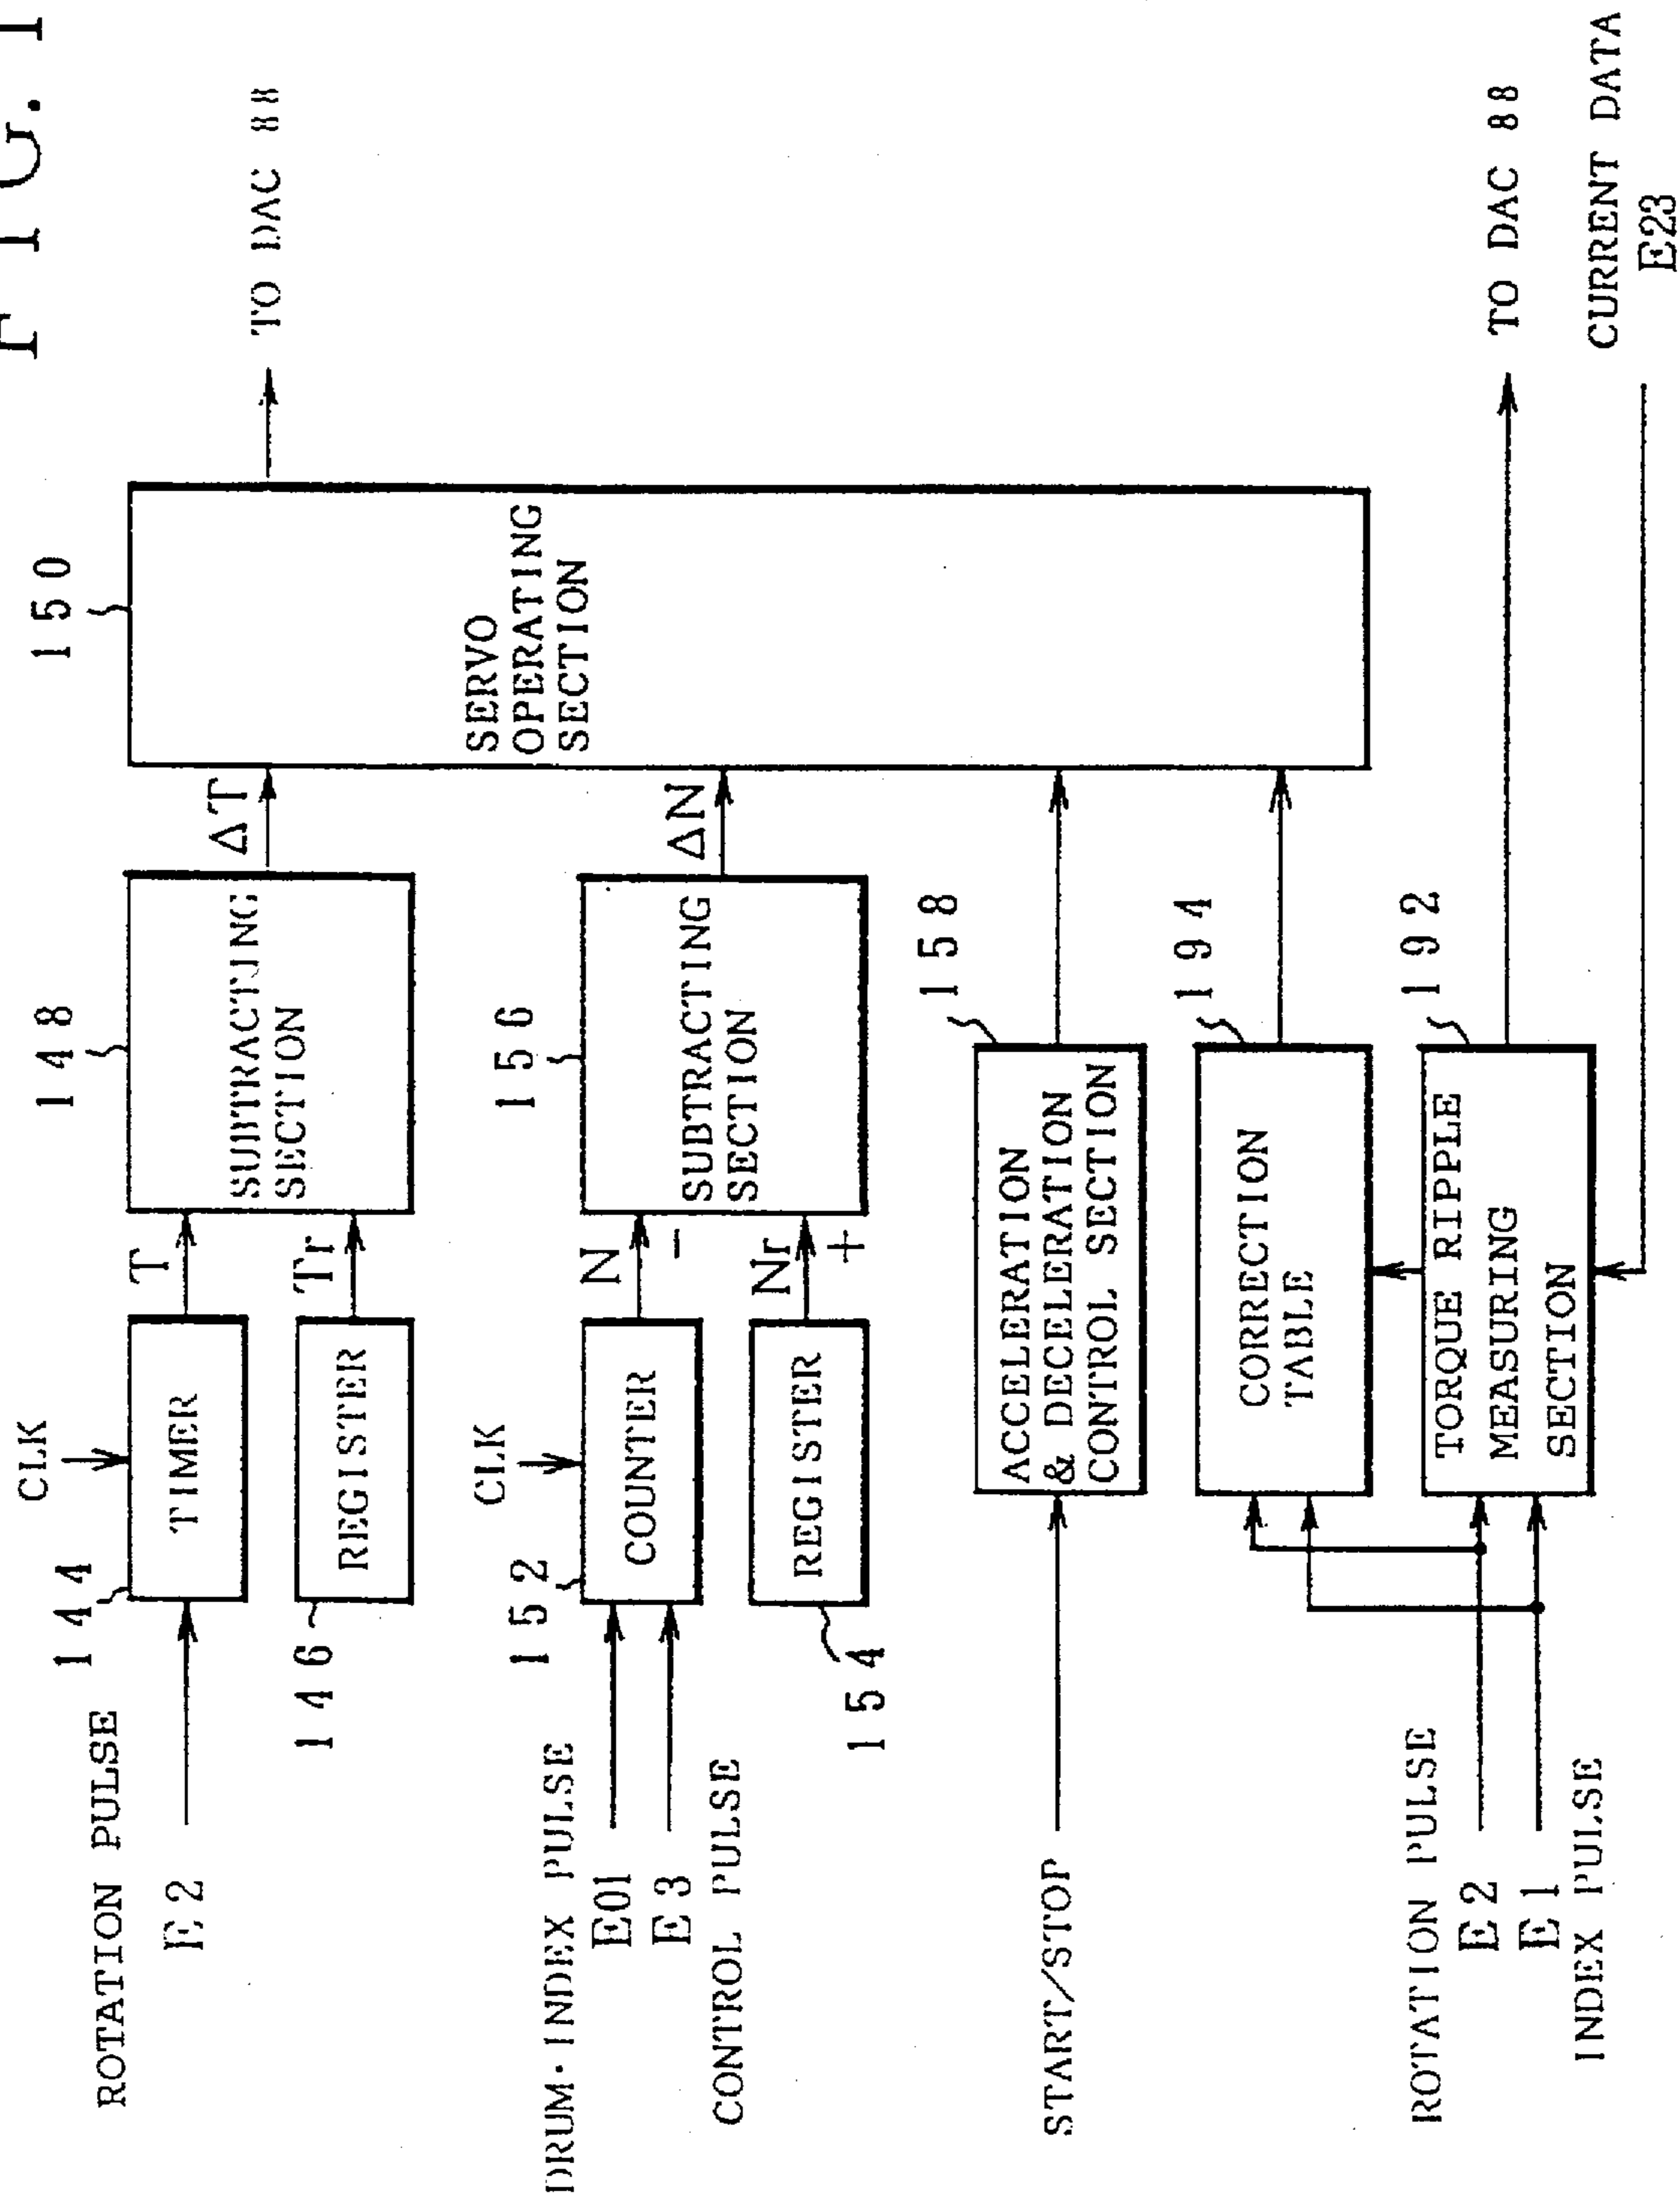 FIG. 1
150
TO DAC 88
SERVO
OPERATING
SECTION
148
ΔT
SUBTRACTING
SECTION
CLK
T
Tr
144
TIMER
ROTATION PULSE
E2
REGISTER
146
156
ΔN
SUBTRACTING
SECTION
CLK
N
-
Nr
+
152
COUNTER
DRUM·INDEX PULSE
E01
E3
CONTROL PULSE
REGISTER
154
158
ACCELERATION
& DECELERATION
CONTROL SECTION
START/STOP
194
CORRECTION
TABLE
192
TORQUE RIPPLE
MEASURING
SECTION
TO DAC 88
CURRENT DATA
E23
ROTATION PULSE
E2
E1
INDEX PULSE